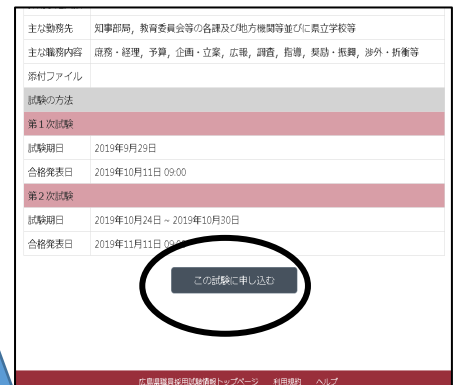 主な勤務先 知事部局，教育委員会等の各課及び地方機関等並びに県立学校等
主な職務内容 庶務・経理，予算，企画・立案，広報，調査，指導，奨励・振興，渉外・折衝等
添付ファイル
試験の方法
第１次試験
試験期日 2019年9月29日
合格発表日 2019年10月11日 09:00
第２次試験
試験期日 2019年10月24日 ~ 2019年10月30日
合格発表日 2019年11月11日
この試験に申し込む
広島県職員採用試験情報トップページ 利用規約 ヘルプ